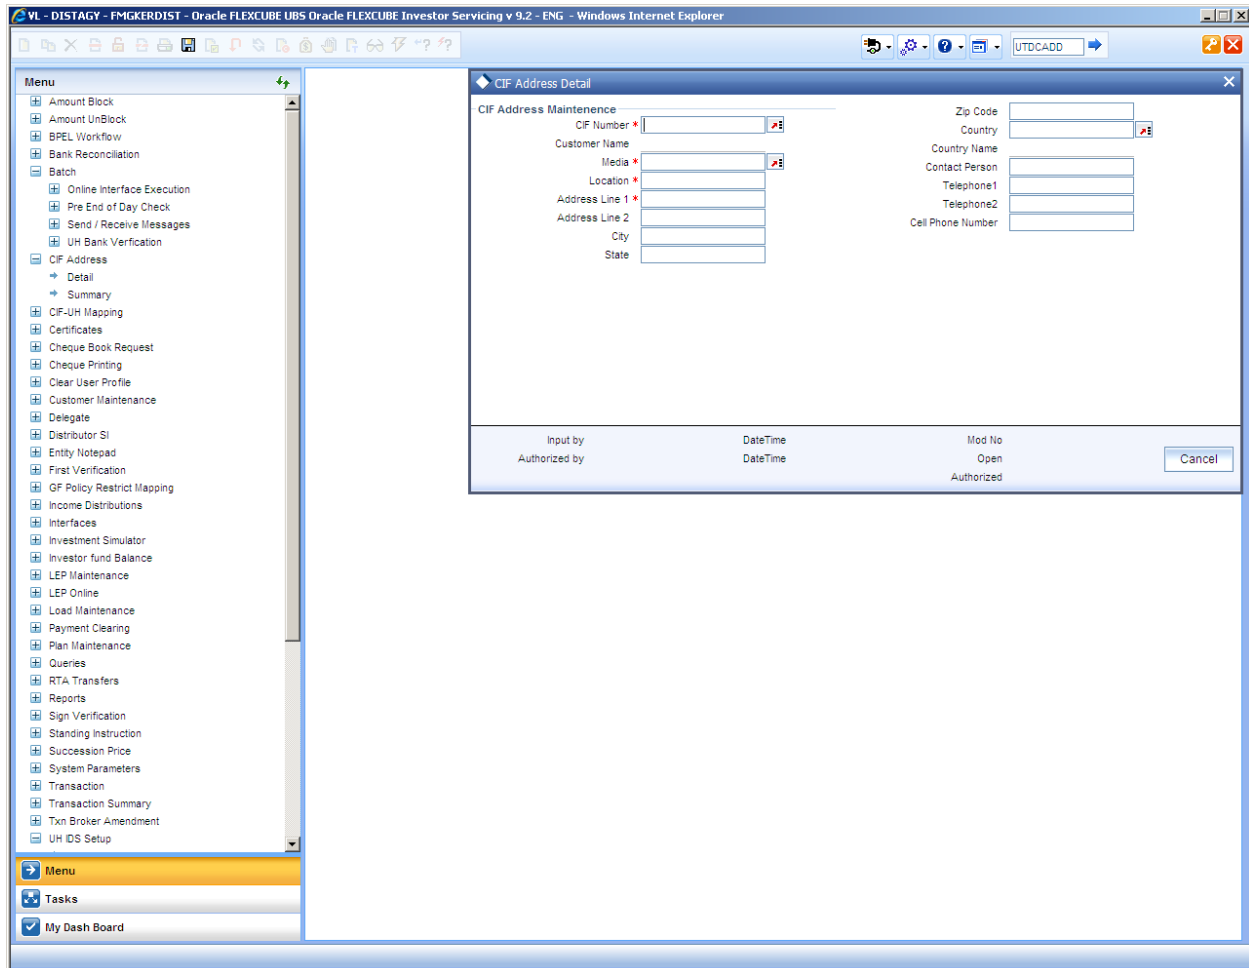 VL - DISTAGY - FMGKERDIST - Oracle FLEXCUBE UBS Oracle FLEXCUBE Investor Servicing v 9.2 - ENG - Windows Internet Explorer
UTDCADD
Menu
Amount Block
Amount UnBlock
BPEL Workflow
Bank Reconciliation
Batch
Online Interface Execution
Pre End of Day Check
Send / Receive Messages
UH Bank Verfication
CIF Address
Detail
Summary
CIF-UH Mapping
Certificates
Cheque Book Request
Cheque Printing
Clear User Profile
Customer Maintenance
Delegate
Distributor SI
Entity Notepad
First Verification
GF Policy Restrict Mapping
Income Distributions
Interfaces
Investment Simulator
Investor fund Balance
LEP Maintenance
LEP Online
Load Maintenance
Payment Clearing
Plan Maintenance
Queries
RTA Transfers
Reports
Sign Verification
Standing Instruction
Succession Price
System Parameters
Transaction
Transaction Summary
Txn Broker Amendment
UH IDS Setup
Menu
Tasks
My Dash Board
CIF Address Detail
CIF Address Maintenence
CIF Number *
Customer Name
Media *
Location *
Address Line 1 *
Address Line 2
City
State
Zip Code
Country
Country Name
Contact Person
Telephone1
Telephone2
Cell Phone Number
Input by DateTime Mod No
Authorized by DateTime Open
Authorized
Cancel